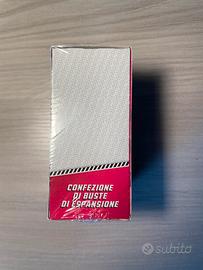 CONFEZIONE
DI BUSTE
DI ESPANSIONE
subito